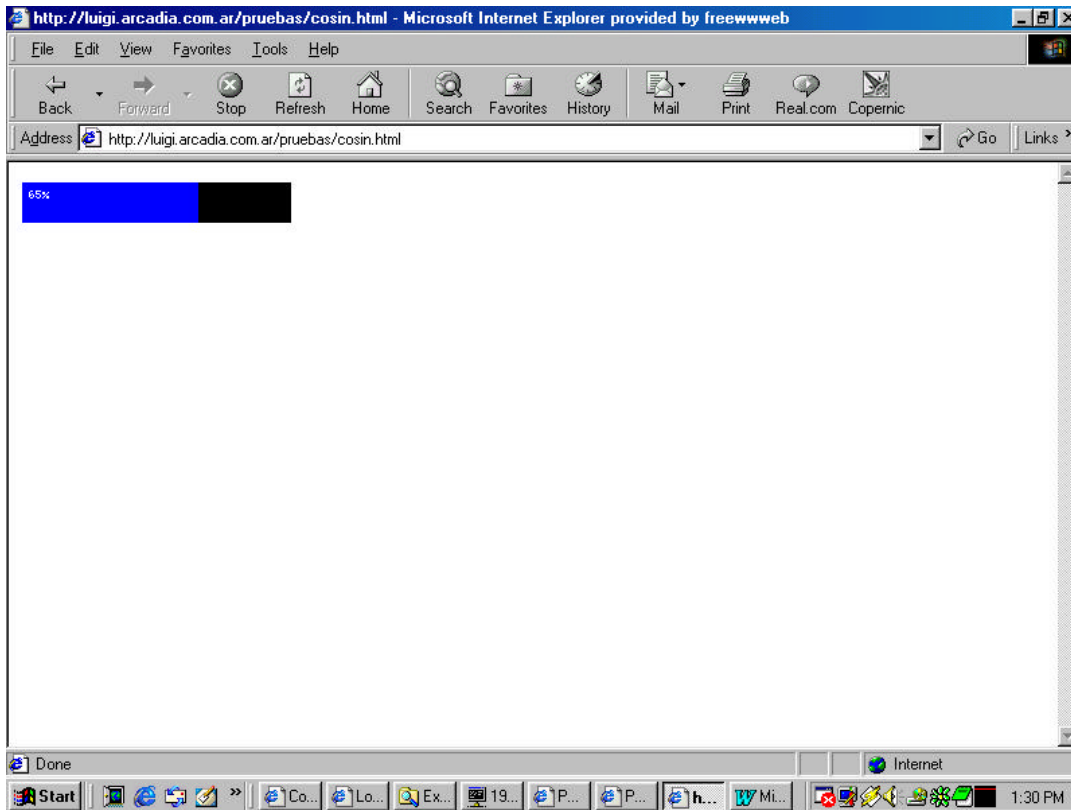 http://luigi.arcadia.com.ar/pruebas/cosin.html - Microsoft Internet Explorer provided by freewwweb
File Edit View Favorites Tools Help
Back Forward Stop Refresh Home Search Favorites History Mail Print Real.com Copernic
Address http://luigi.arcadia.com.ar/pruebas/cosin.html Go Links »
65%
Done Internet
Start » Co... Lo... Ex... 19... P... P... h... Mi... 1:30 PM